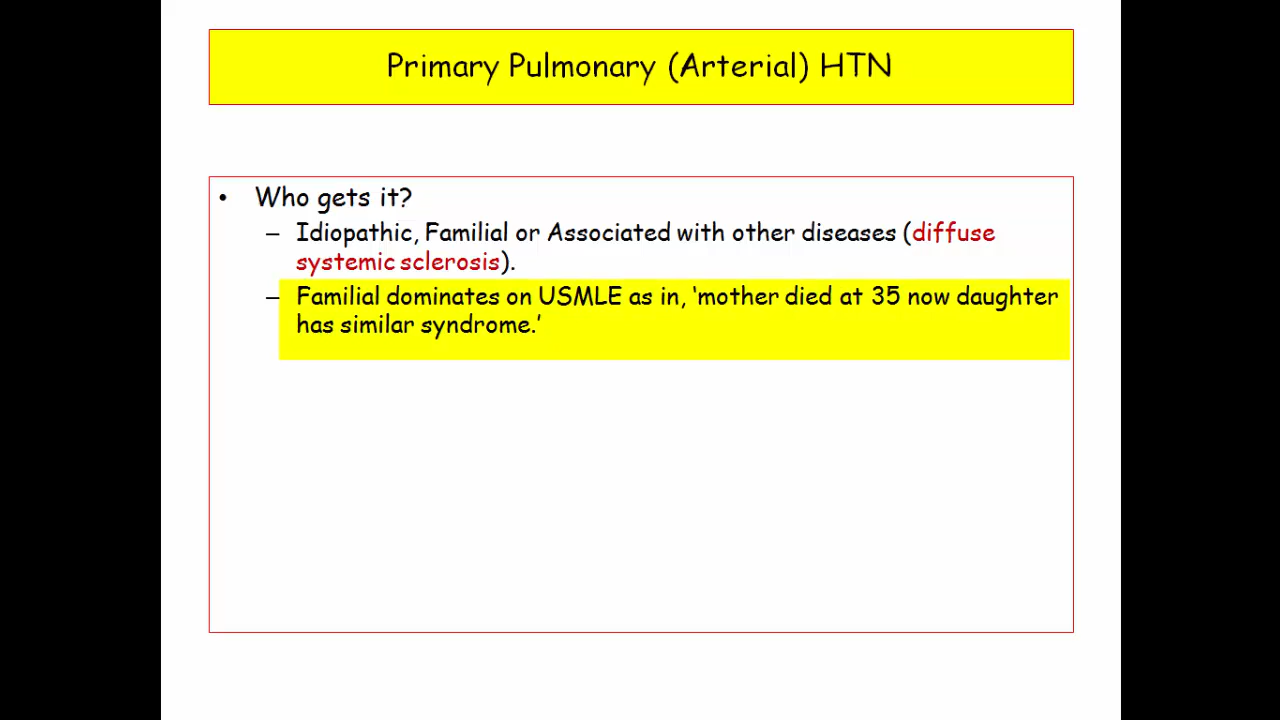 Primary Pulmonary (Arterial) HTN
• Who gets it?
– Idiopathic, Familial or Associated with other diseases (diffuse
systemic sclerosis).
– Familial dominates on USMLE as in, ‘mother died at 35 now daughter
has similar syndrome.’